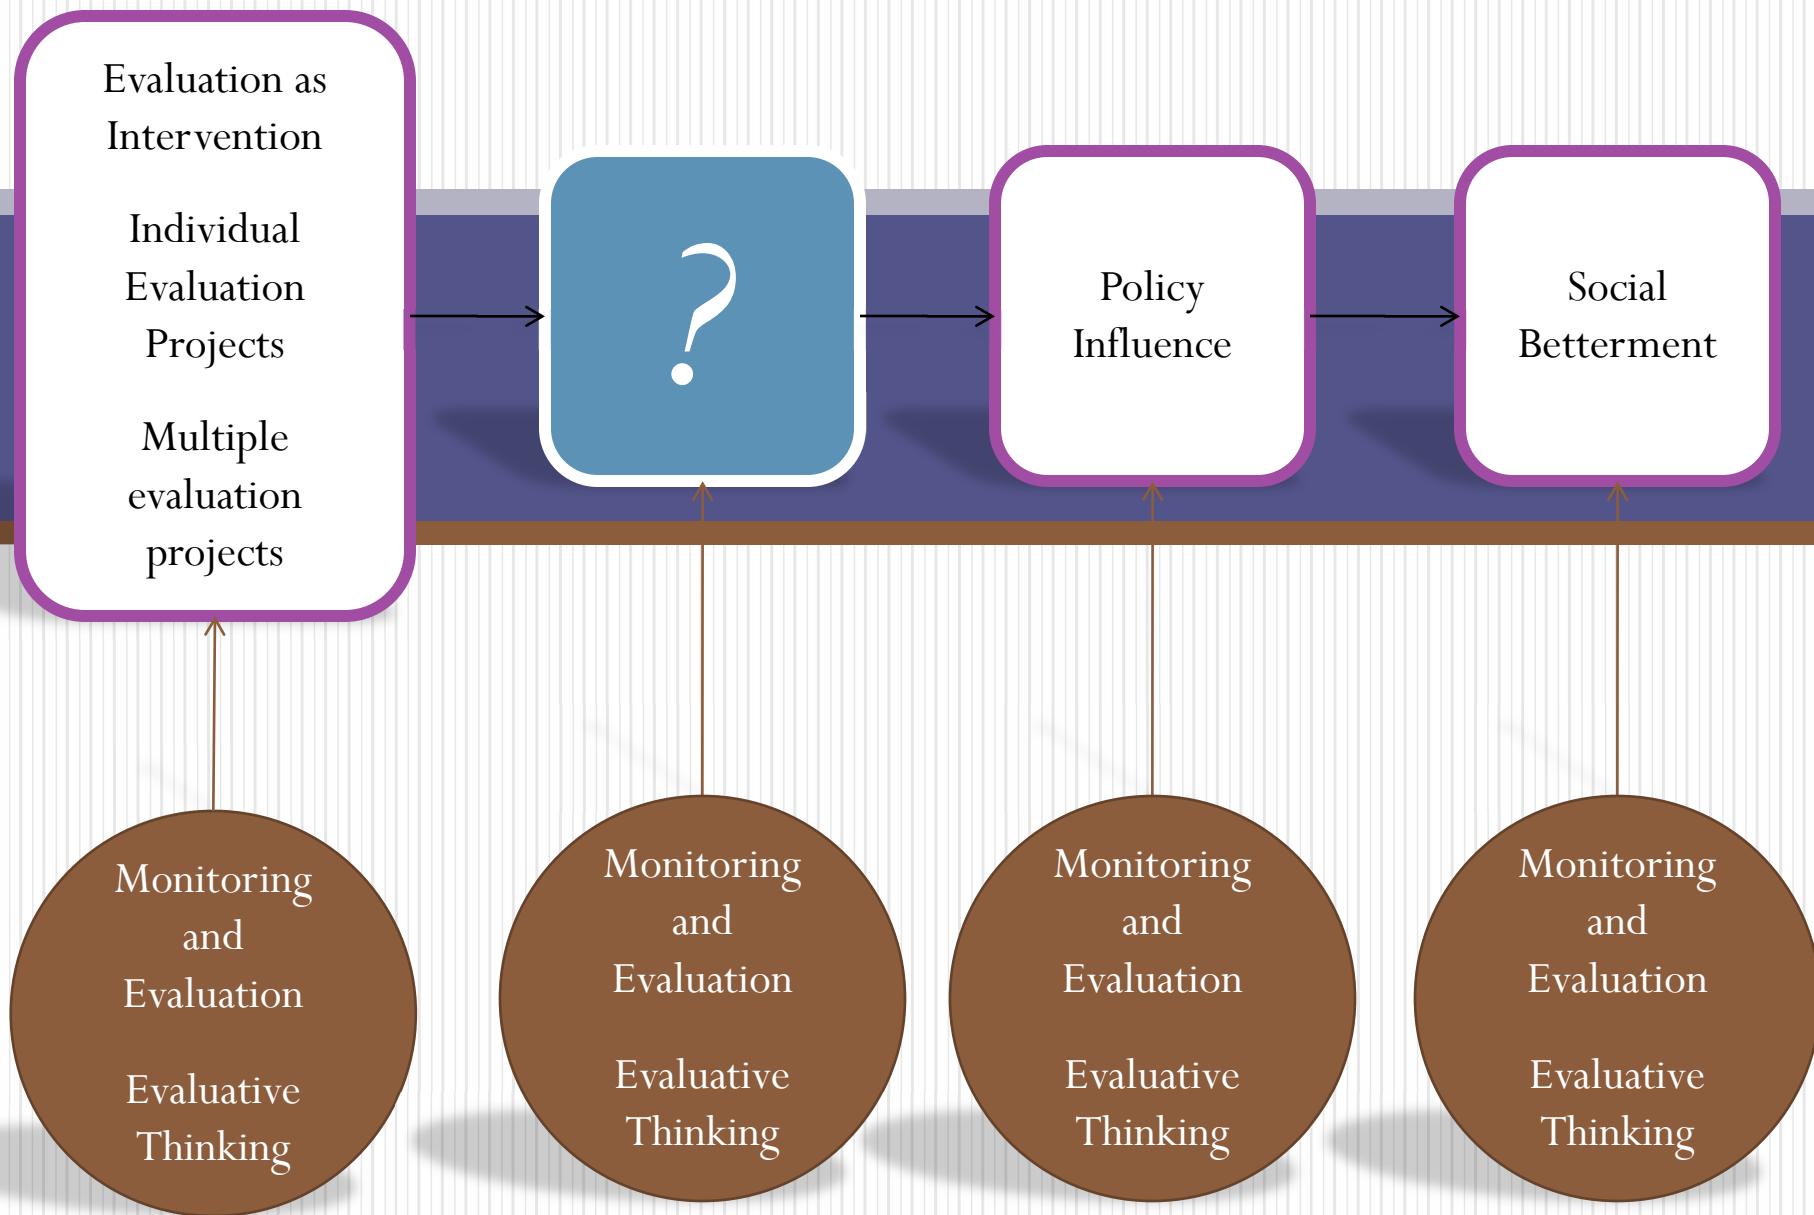 Evaluation as
Intervention
Individual
Evaluation
Projects
Multiple
evaluation
projects
?
Policy
Influence
Social
Betterment
Monitoring
and
Evaluation
Evaluative
Thinking
Monitoring
and
Evaluation
Evaluative
Thinking
Monitoring
and
Evaluation
Evaluative
Thinking
Monitoring
and
Evaluation
Evaluative
Thinking